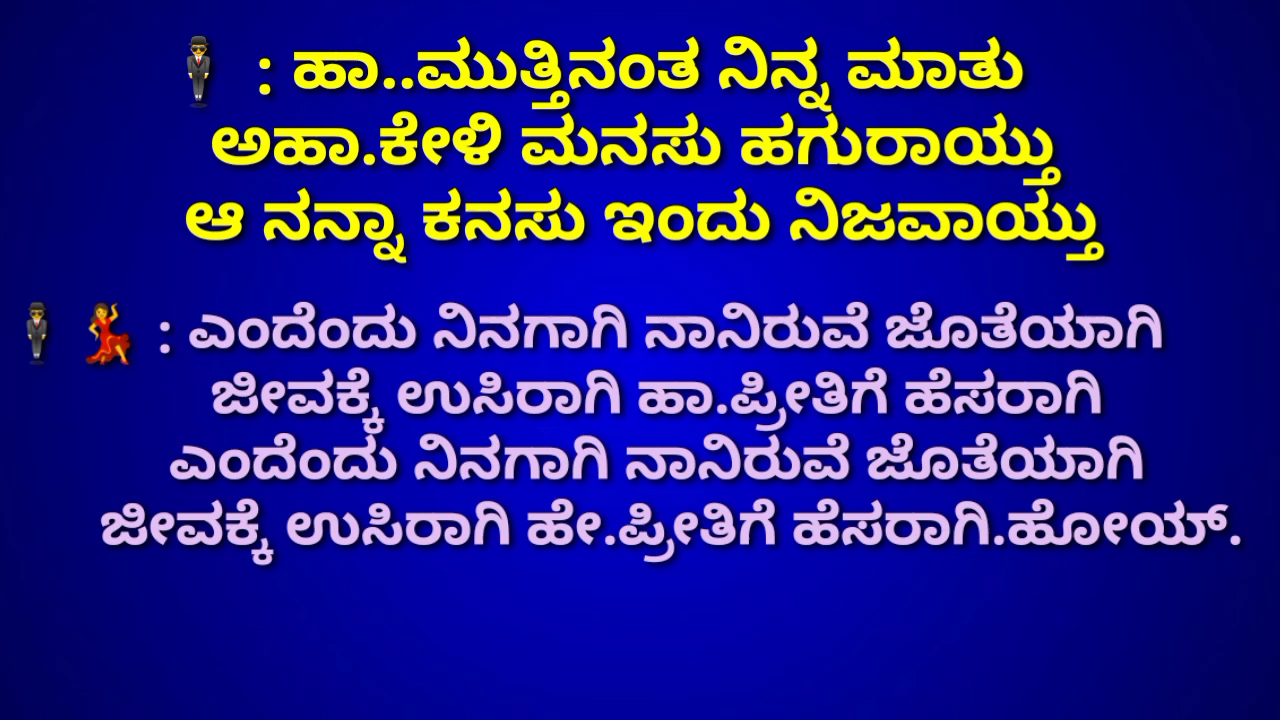 🕴 : ಹಾ..ಮುತ್ತಿನಂತ ನಿನ್ನ ಮಾತು
ಅಹಾ.ಕೇಳಿ ಮನಸು ಹಗುರಾಯ್ತು
ಆ ನನ್ನಾ ಕನಸು ಇಂದು ನಿಜವಾಯ್ತು
🕴 💃 : ಎಂದೆಂದು ನಿನಗಾಗಿ ನಾನಿರುವೆ ಜೊತೆಯಾಗಿ
ಜೀವಕ್ಕೆ ಉಸಿರಾಗಿ ಹಾ.ಪ್ರೀತಿಗೆ ಹೆಸರಾಗಿ
ಎಂದೆಂದು ನಿನಗಾಗಿ ನಾನಿರುವೆ ಜೊತೆಯಾಗಿ
ಜೀವಕ್ಕೆ ಉಸಿರಾಗಿ ಹೇ.ಪ್ರೀತಿಗೆ ಹೆಸರಾಗಿ.ಹೋಯ್.